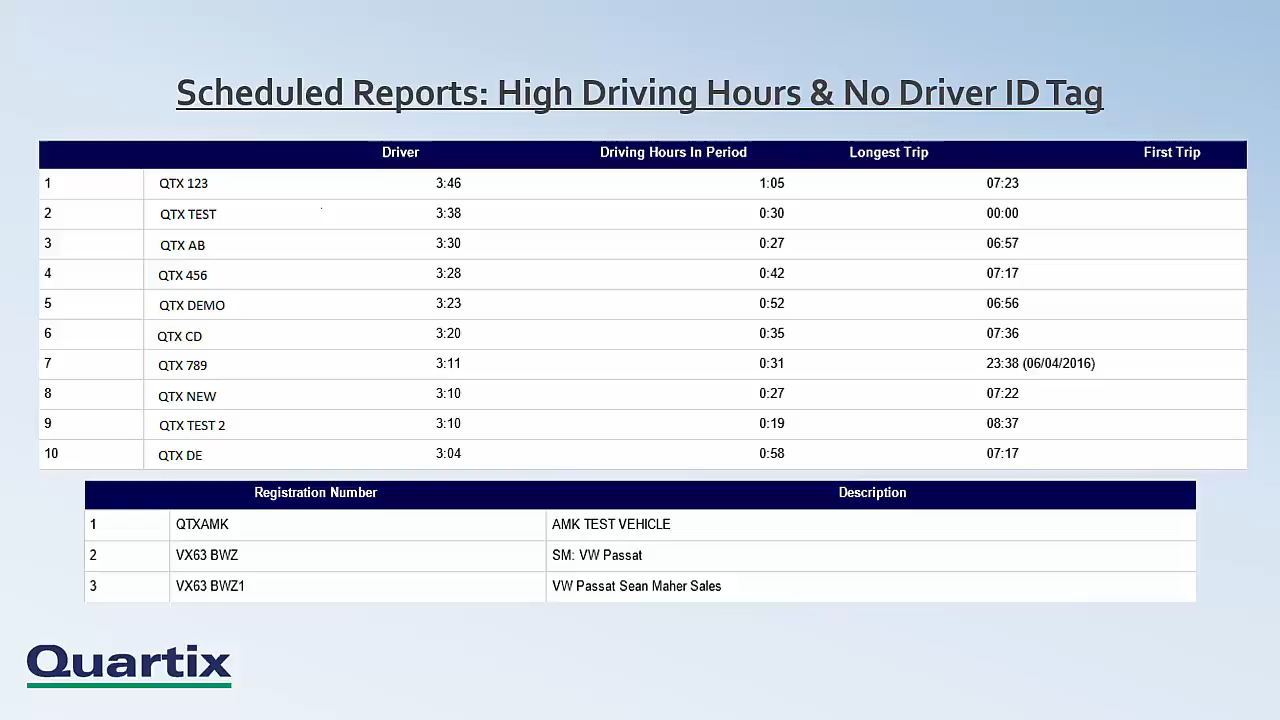 Scheduled Reports: High Driving Hours & No Driver ID Tag
Driver Driving Hours In Period Longest Trip First Trip
1 QTX 123 3:46 1:05 07:23
2 QTX TEST 3:38 0:30 00:00
3 QTX AB 3:30 0:27 06:57
4 QTX 456 3:28 0:42 07:17
5 QTX DEMO 3:23 0:52 06:56
6 QTX CD 3:20 0:35 07:36
7 QTX 789 3:11 0:31 23:38 (06/04/2016)
8 QTX NEW 3:10 0:27 07:22
9 QTX TEST 2 3:10 0:19 08:37
10 QTX DE 3:04 0:58 07:17
Registration Number Description
1 QTXAMK AMK TEST VEHICLE
2 VX63 BWZ SM: VW Passat
3 VX63 BWZ1 VW Passat Sean Maher Sales
Quartix